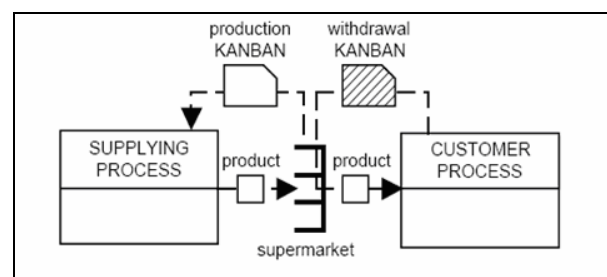 production
KANBAN
withdrawal
KANBAN
SUPPLYING
PROCESS
product
product
CUSTOMER
PROCESS
supermarket